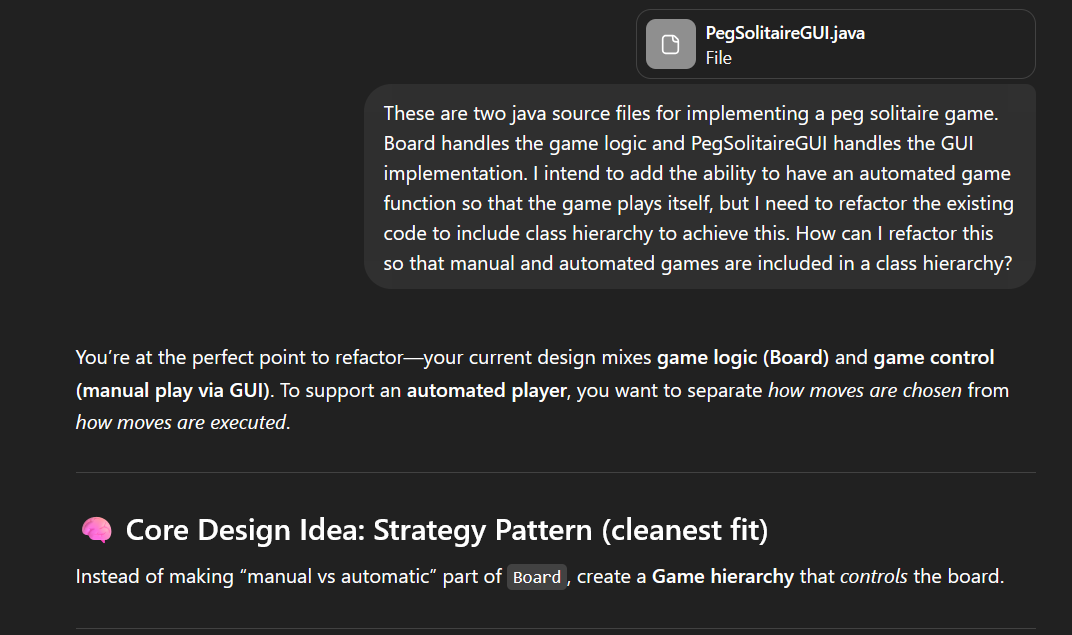 PegSolitaireGUI.java
File
These are two java source files for implementing a peg solitaire game.
Board handles the game logic and PegSolitaireGUI handles the GUI
implementation. I intend to add the ability to have an automated game
function so that the game plays itself, but I need to refactor the existing
code to include class hierarchy to achieve this. How can I refactor this
so that manual and automated games are included in a class hierarchy?
You’re at the perfect point to refactor—your current design mixes game logic (Board) and game control
(manual play via GUI). To support an automated player, you want to separate how moves are chosen from
how moves are executed.
🧠 Core Design Idea: Strategy Pattern (cleanest fit)
Instead of making “manual vs automatic” part of Board, create a Game hierarchy that controls the board.